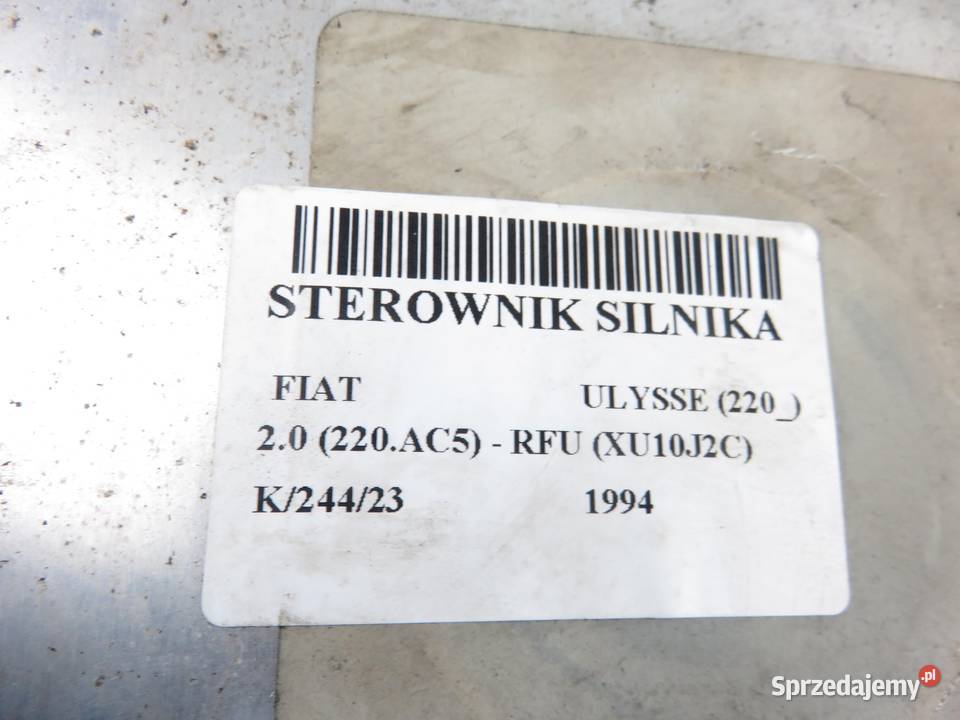 STEROWNIK SILNIKA
FIAT ULYSSE (220_)
2.0 (220.AC5) - RFU (XU10J2C)
K/244/23 1994
Sprzedajemy.pl